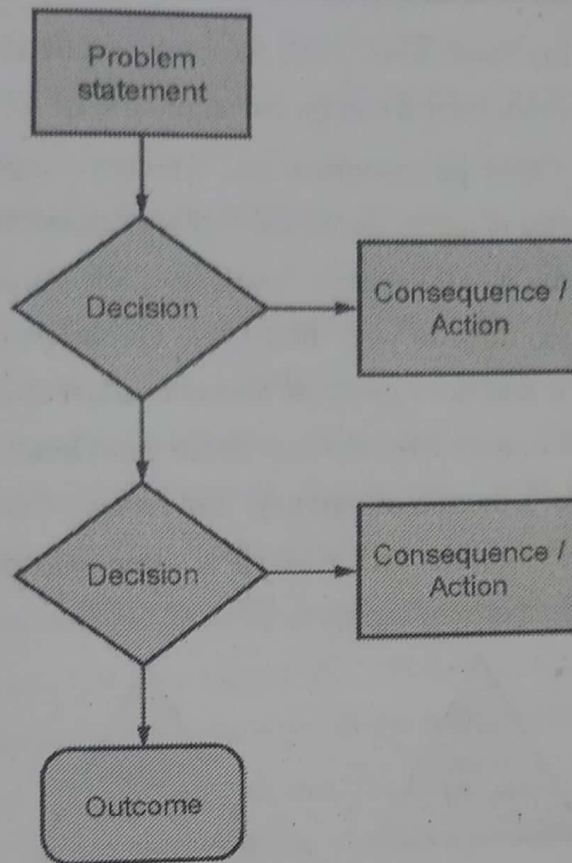 Problem
statement
Decision
Consequence /
Action
Decision
Consequence /
Action
Outcome